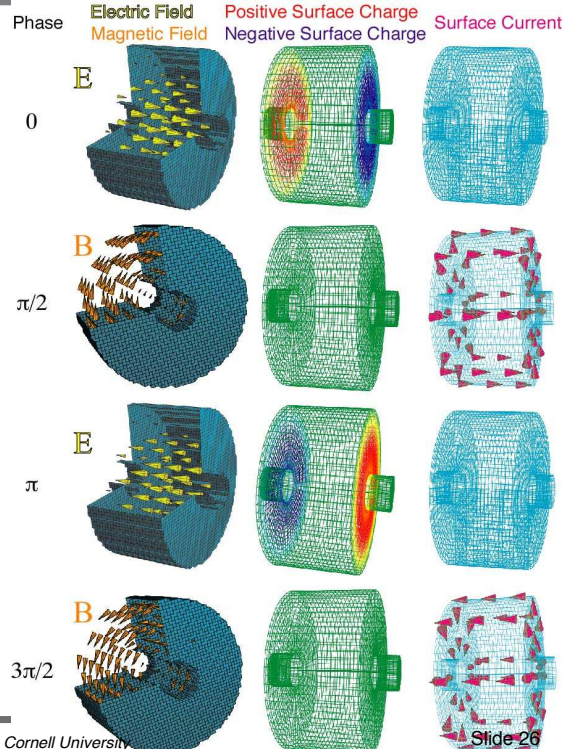 Phase
Electric Field
Magnetic Field
Positive Surface Charge
Negative Surface Charge
Surface Current
E
0
B
π/2
E
π
B
3π/2
Cornell University
Slide 26